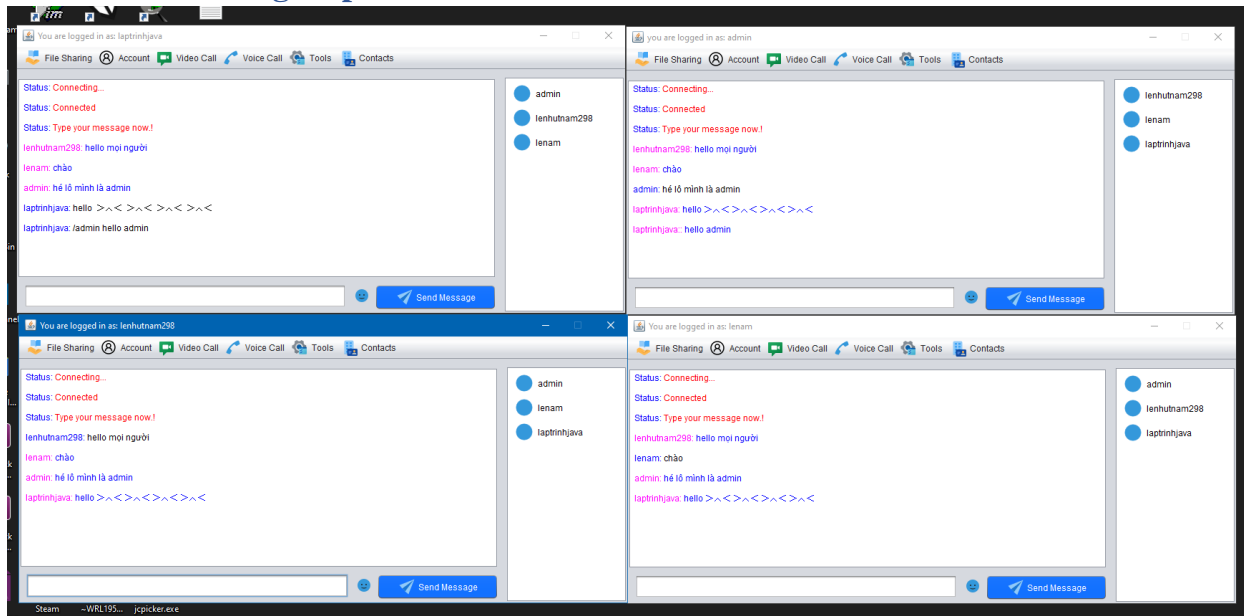 You are logged in as: laptrinhjava
File Sharing Account Video Call Voice Call Tools Contacts
Status: Connecting...
Status: Connected
Status: Type your message now.!
lenhutnam298: hello mọi người
lenam: chào
admin: hé lô mình là admin
laptrinhjava: hello >^< >^< >^< >^<
laptrinhjava: /admin hello admin
admin
lenhutnam298
lenam
Send Message
you are logged in as: admin
File Sharing Account Video Call Voice Call Tools Contacts
Status: Connecting...
Status: Connected
Status: Type your message now.!
lenhutnam298: hello mọi người
lenam: chào
admin: hé lô mình là admin
laptrinhjava: hello >^< >^< >^< >^<
laptrinhjava:: hello admin
lenhutnam298
lenam
laptrinhjava
Send Message
You are logged in as: lenhutnam298
File Sharing Account Video Call Voice Call Tools Contacts
Status: Connecting...
Status: Connected
Status: Type your message now.!
lenhutnam298: hello mọi người
lenam: chào
admin: hé lô mình là admin
laptrinhjava: hello >^< >^< >^< >^<
admin
lenam
laptrinhjava
Send Message
You are logged in as: lenam
File Sharing Account Video Call Voice Call Tools Contacts
Status: Connecting...
Status: Connected
Status: Type your message now.!
lenhutnam298: hello mọi người
lenam: chào
admin: hé lô mình là admin
laptrinhjava: hello >^< >^< >^< >^<
admin
lenhutnam298
laptrinhjava
Send Message
Steam ~WRL195... jcpicker.exe